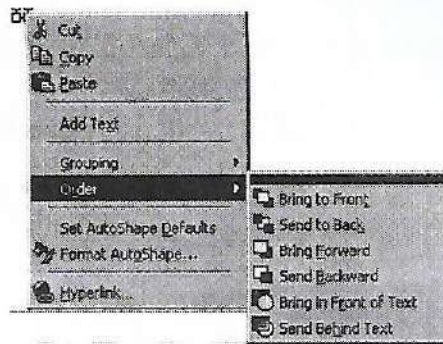 Cut
Copy
Paste
Add Text
Grouping
Order
Set AutoShape Defaults
Format AutoShape...
Hyperlink...
Bring to Front
Send to Back
Bring Forward
Send Backward
Bring In Front of Text
Send Behind Text